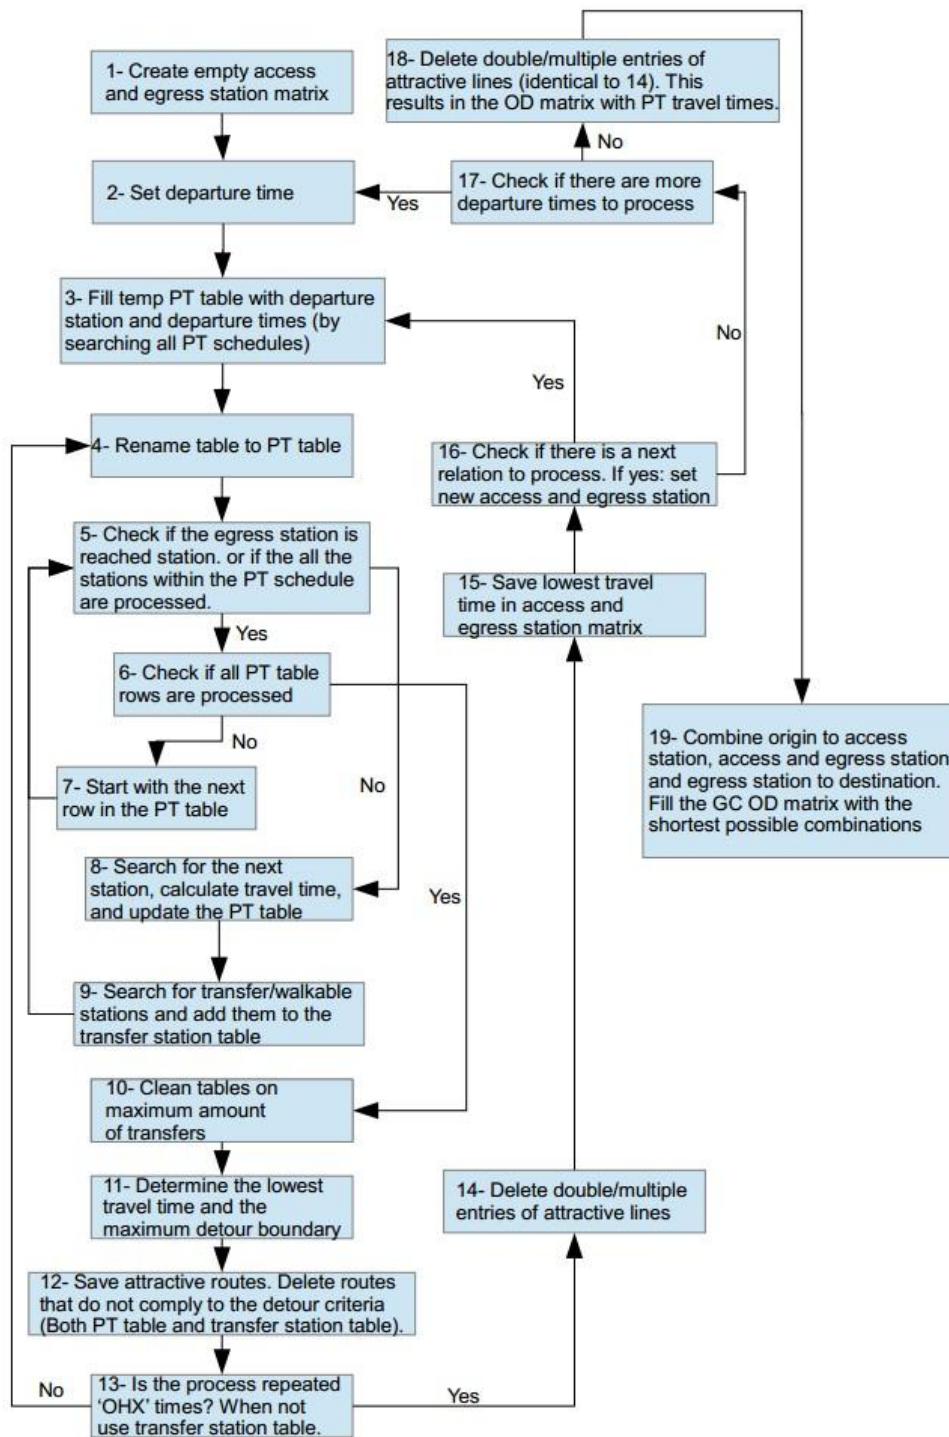 1- Create empty access
and egress station matrix
2- Set departure time
3- Fill temp PT table with departure
station and departure times (by
searching all PT schedules)
4- Rename table to PT table
5- Check if the egress station is
reached station. or if the all the
stations within the PT schedule
are processed.
Yes
6- Check if all PT table
rows are processed
No
7- Start with the next
row in the PT table
No
8- Search for the next
station, calculate travel time,
and update the PT table
Yes
9- Search for transfer/walkable
stations and add them to the
transfer station table
10- Clean tables on
maximum amount
of transfers
11- Determine the lowest
travel time and the
maximum detour boundary
12- Save attractive routes. Delete routes
that do not comply to the detour criteria
(Both PT table and transfer station table).
No
13- Is the process repeated
‘OHX’ times? When not
use transfer station table.
Yes
14- Delete double/multiple
entries of attractive lines
15- Save lowest travel
time in access and
egress station matrix
16- Check if there is a next
relation to process. If yes: set
new access and egress station
Yes
No
17- Check if there are more
departure times to process
Yes
No
18- Delete double/multiple entries of
attractive lines (identical to 14). This
results in the OD matrix with PT travel times.
19- Combine origin to access
station, access and egress station
and egress station to destination.
Fill the GC OD matrix with the
shortest possible combinations